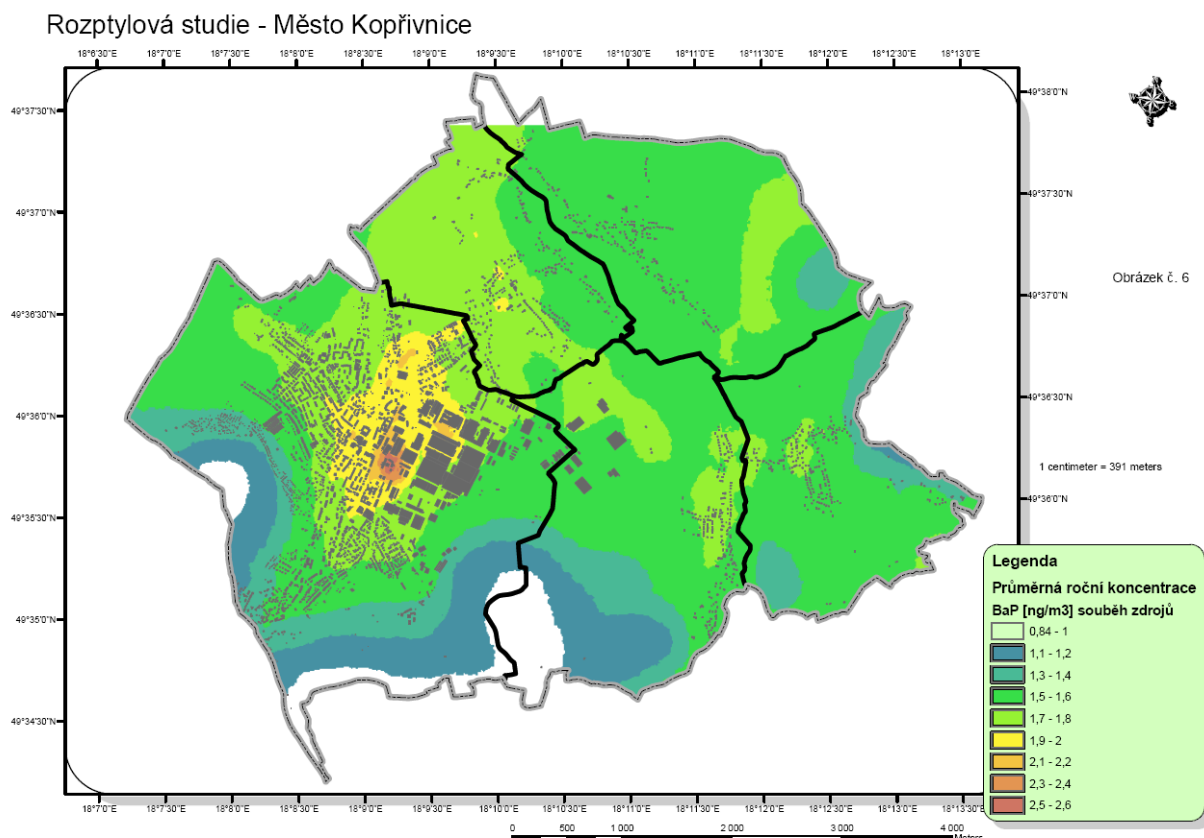 Rozptylová studie - Město Kopřivnice
18°6'30"E 18°7'0"E 18°7'30"E 18°8'0"E 18°8'30"E 18°9'0"E 18°9'30"E 18°10'0"E 18°10'30"E 18°11'0"E 18°11'30"E 18°12'0"E 18°12'30"E 18°13'0"E
49°37'30"N
49°37'0"N
49°36'30"N
49°36'0"N
49°35'30"N
49°35'0"N
49°34'30"N
49°38'0"N
49°37'30"N
49°37'0"N
49°36'30"N
49°36'0"N
Obrázek č. 6
1 centimeter = 391 meters
Legenda
Průměrná roční koncentrace
BaP [ng/m3] souběh zdrojů
0,84 - 1
1,1 - 1,2
1,3 - 1,4
1,5 - 1,6
1,7 - 1,8
1,9 - 2
2,1 - 2,2
2,3 - 2,4
2,5 - 2,6
18°7'0"E 18°7'30"E 18°8'0"E 18°8'30"E 18°9'0"E 18°9'30"E 18°10'0"E 18°10'30"E 18°11'0"E 18°11'30"E 18°12'0"E 18°12'30"E 18°13'0"E 18°13'30"E
0 500 1 000 2 000 3 000 4 000
Meters